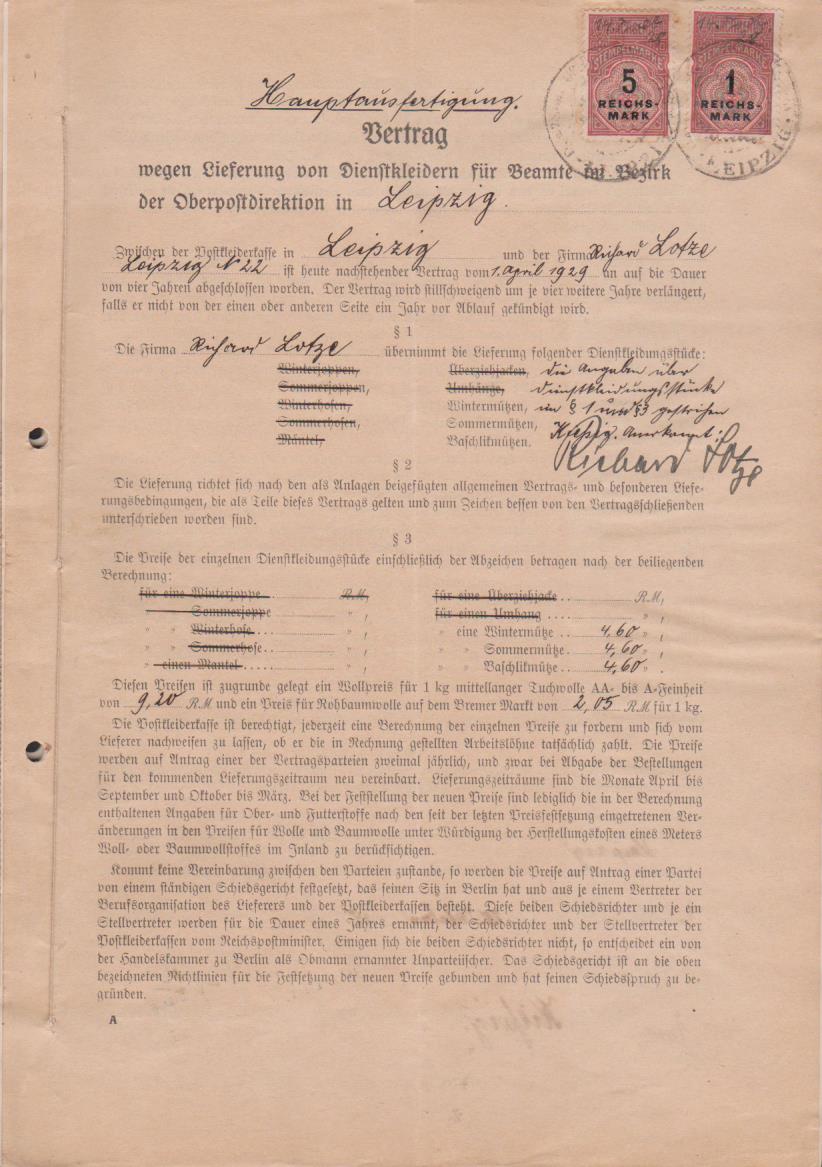 STEMPELMARKE
5
REICHS-
MARK
STEMPELMARKE
1
REICHS-
MARK
LEIPZIG
Hauptausfertigung.
Vertrag
wegen Lieferung von Dienstkleidern für Beamte im Bezirk
der Oberpostdirektion in Leipzig.
Zwischen der Postkleiderkasse in Leipzig und der Firma Richard Lotze
Leipzig N 22 ist heute nachstehender Vertrag vom 1. April 1929 an auf die Dauer
von vier Jahren abgeschlossen worden. Der Vertrag wird stillschweigend um je vier weitere Jahre verlängert,
falls er nicht von der einen oder anderen Seite ein Jahr vor Ablauf gekündigt wird.
§ 1
Die Firma Richard Lotze übernimmt die Lieferung folgender Dienstkleidungsstücke:
Winterjoppen, Überziehjacken, die Angaben über
Sommerjoppen, Umhänge, Dienstkleidungsstücke
Winterhosen, Wintermützen, im § 1 und § 3 gestrichen
Sommerhosen, Sommermützen, Anerkannt:
Mäntel, Baschlikmützen. Richard Lotze
§ 2
Die Lieferung richtet sich nach den als Anlagen beigefügten allgemeinen Vertrags- und besonderen Liefe-
rungsbedingungen, die als Teile dieses Vertrags gelten und zum Zeichen dessen von den Vertragschließenden
unterschrieben worden sind.
§ 3
Die Preise der einzelnen Dienstkleidungsstücke einschließlich der Abzeichen betragen nach der beiliegenden
Berechnung:
für eine Winterjoppe . . RM, für eine Überziehjacke . . RM,
Sommerjoppe " , für einen Umhang . . . . " ,
" " Winterhose . . . " , " eine Wintermütze . . 4,60 " ,
" " Sommerhose . . " , " " Sommermütze . 4,60 " ,
" einen Mantel . . . . . " , " " Baschlikmütze . 4,60 " .
Diesen Preisen ist zugrunde gelegt ein Wollpreis für 1 kg mittellanger Tuchwolle AA- bis A-Feinheit
von 9,20 RM und ein Preis für Rohbaumwolle auf dem Bremer Markt von 2,05 RM für 1 kg.
Die Postkleiderkasse ist berechtigt, jederzeit eine Berechnung der einzelnen Preise zu fordern und sich vom
Lieferer nachweisen zu lassen, ob er die in Rechnung gestellten Arbeitslöhne tatsächlich zahlt. Die Preise
werden auf Antrag einer der Vertragsparteien zweimal jährlich, und zwar bei Abgabe der Bestellungen
für den kommenden Lieferungszeitraum neu vereinbart. Lieferungszeiträume sind die Monate April bis
September und Oktober bis März. Bei der Feststellung der neuen Preise sind lediglich die in der Berechnung
enthaltenen Angaben für Ober- und Futterstoffe nach den seit der letzten Preisfestsetzung eingetretenen Ver-
änderungen in den Preisen für Wolle und Baumwolle unter Würdigung der Herstellungskosten eines Meters
Woll- oder Baumwollstoffes im Inland zu berücksichtigen.
Kommt keine Vereinbarung zwischen den Parteien zustande, so werden die Preise auf Antrag einer Partei
von einem ständigen Schiedsgericht festgesetzt, das seinen Sitz in Berlin hat und aus je einem Vertreter der
Berufsorganisation des Lieferers und der Postkleiderkassen besteht. Diese beiden Schiedsrichter und je ein
Stellvertreter werden für die Dauer eines Jahres ernannt, der Schiedsrichter und der Stellvertreter der
Postkleiderkassen vom Reichspostminister. Einigen sich die beiden Schiedsrichter nicht, so entscheidet ein von
der Handelskammer zu Berlin als Obmann ernannter Unparteiischer. Das Schiedsgericht ist an die oben
bezeichneten Richtlinien für die Festsetzung der neuen Preise gebunden und hat seinen Schiedsspruch zu be-
gründen.
A